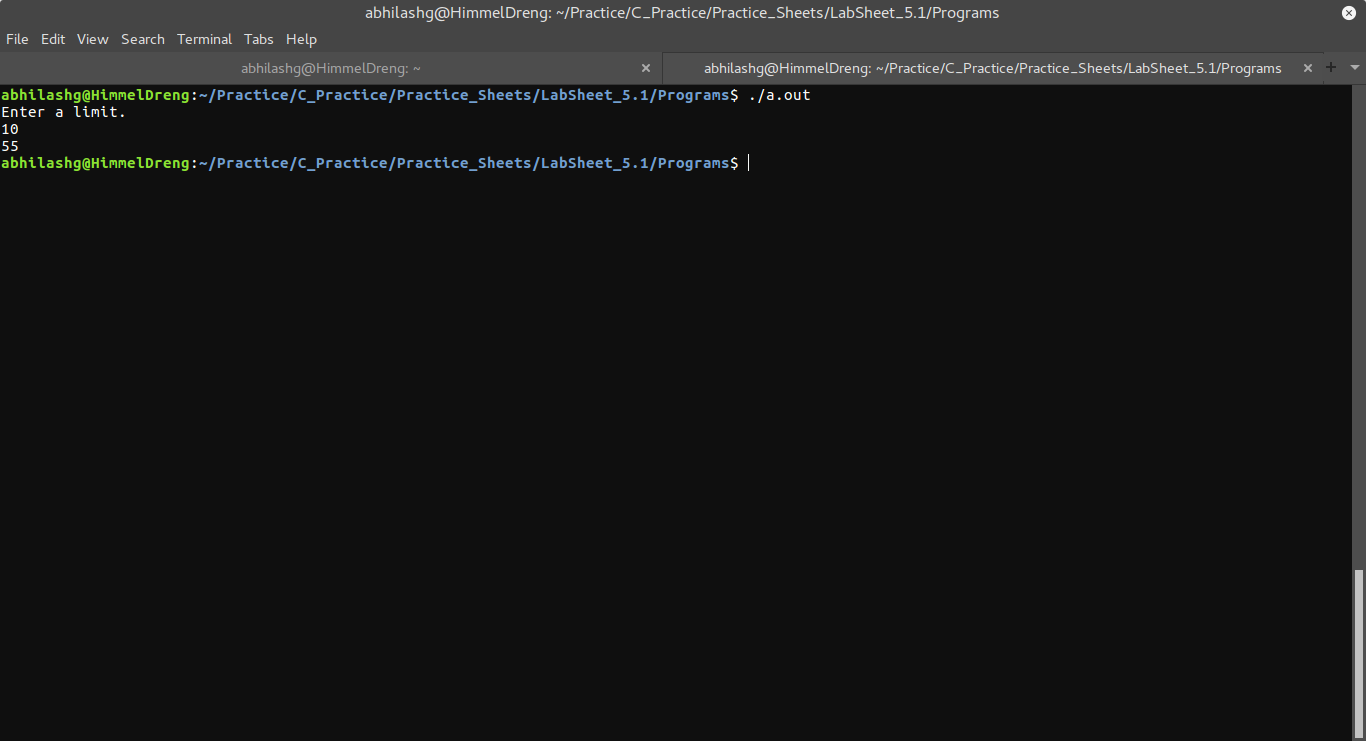 abhilashg@HimmelDreng: ~/Practice/C_Practice/Practice_Sheets/LabSheet_5.1/Programs
File Edit View Search Terminal Tabs Help
abhilashg@HimmelDreng: ~ abhilashg@HimmelDreng: ~/Practice/C_Practice/Practice_Sheets/LabSheet_5.1/Programs
abhilashg@HimmelDreng:~/Practice/C_Practice/Practice_Sheets/LabSheet_5.1/Programs$ ./a.out
Enter a limit.
10
55
abhilashg@HimmelDreng:~/Practice/C_Practice/Practice_Sheets/LabSheet_5.1/Programs$